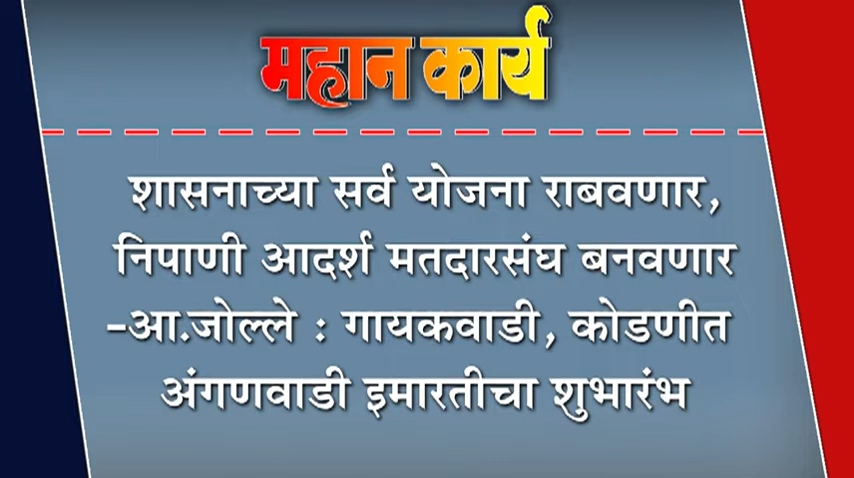 महान कार्य
शासनाच्या सर्व योजना राबवणार,
निपाणी आदर्श मतदारसंघ बनवणार
-आ.जोल्ले : गायकवाडी, कोडणीत
अंगणवाडी इमारतीचा शुभारंभ